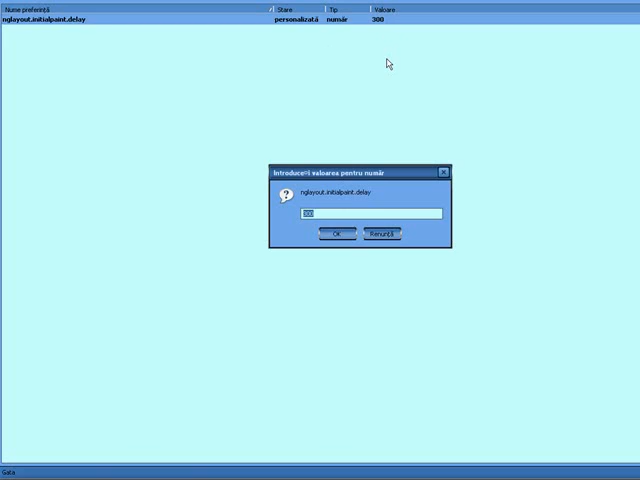 Nume preferință Stare Tip Valoare
nglayout.initialpaint.delay personalizată număr 300
Introduce=i valoarea pentru număr
nglayout.initialpaint.delay
300
OK Renunță
Gata